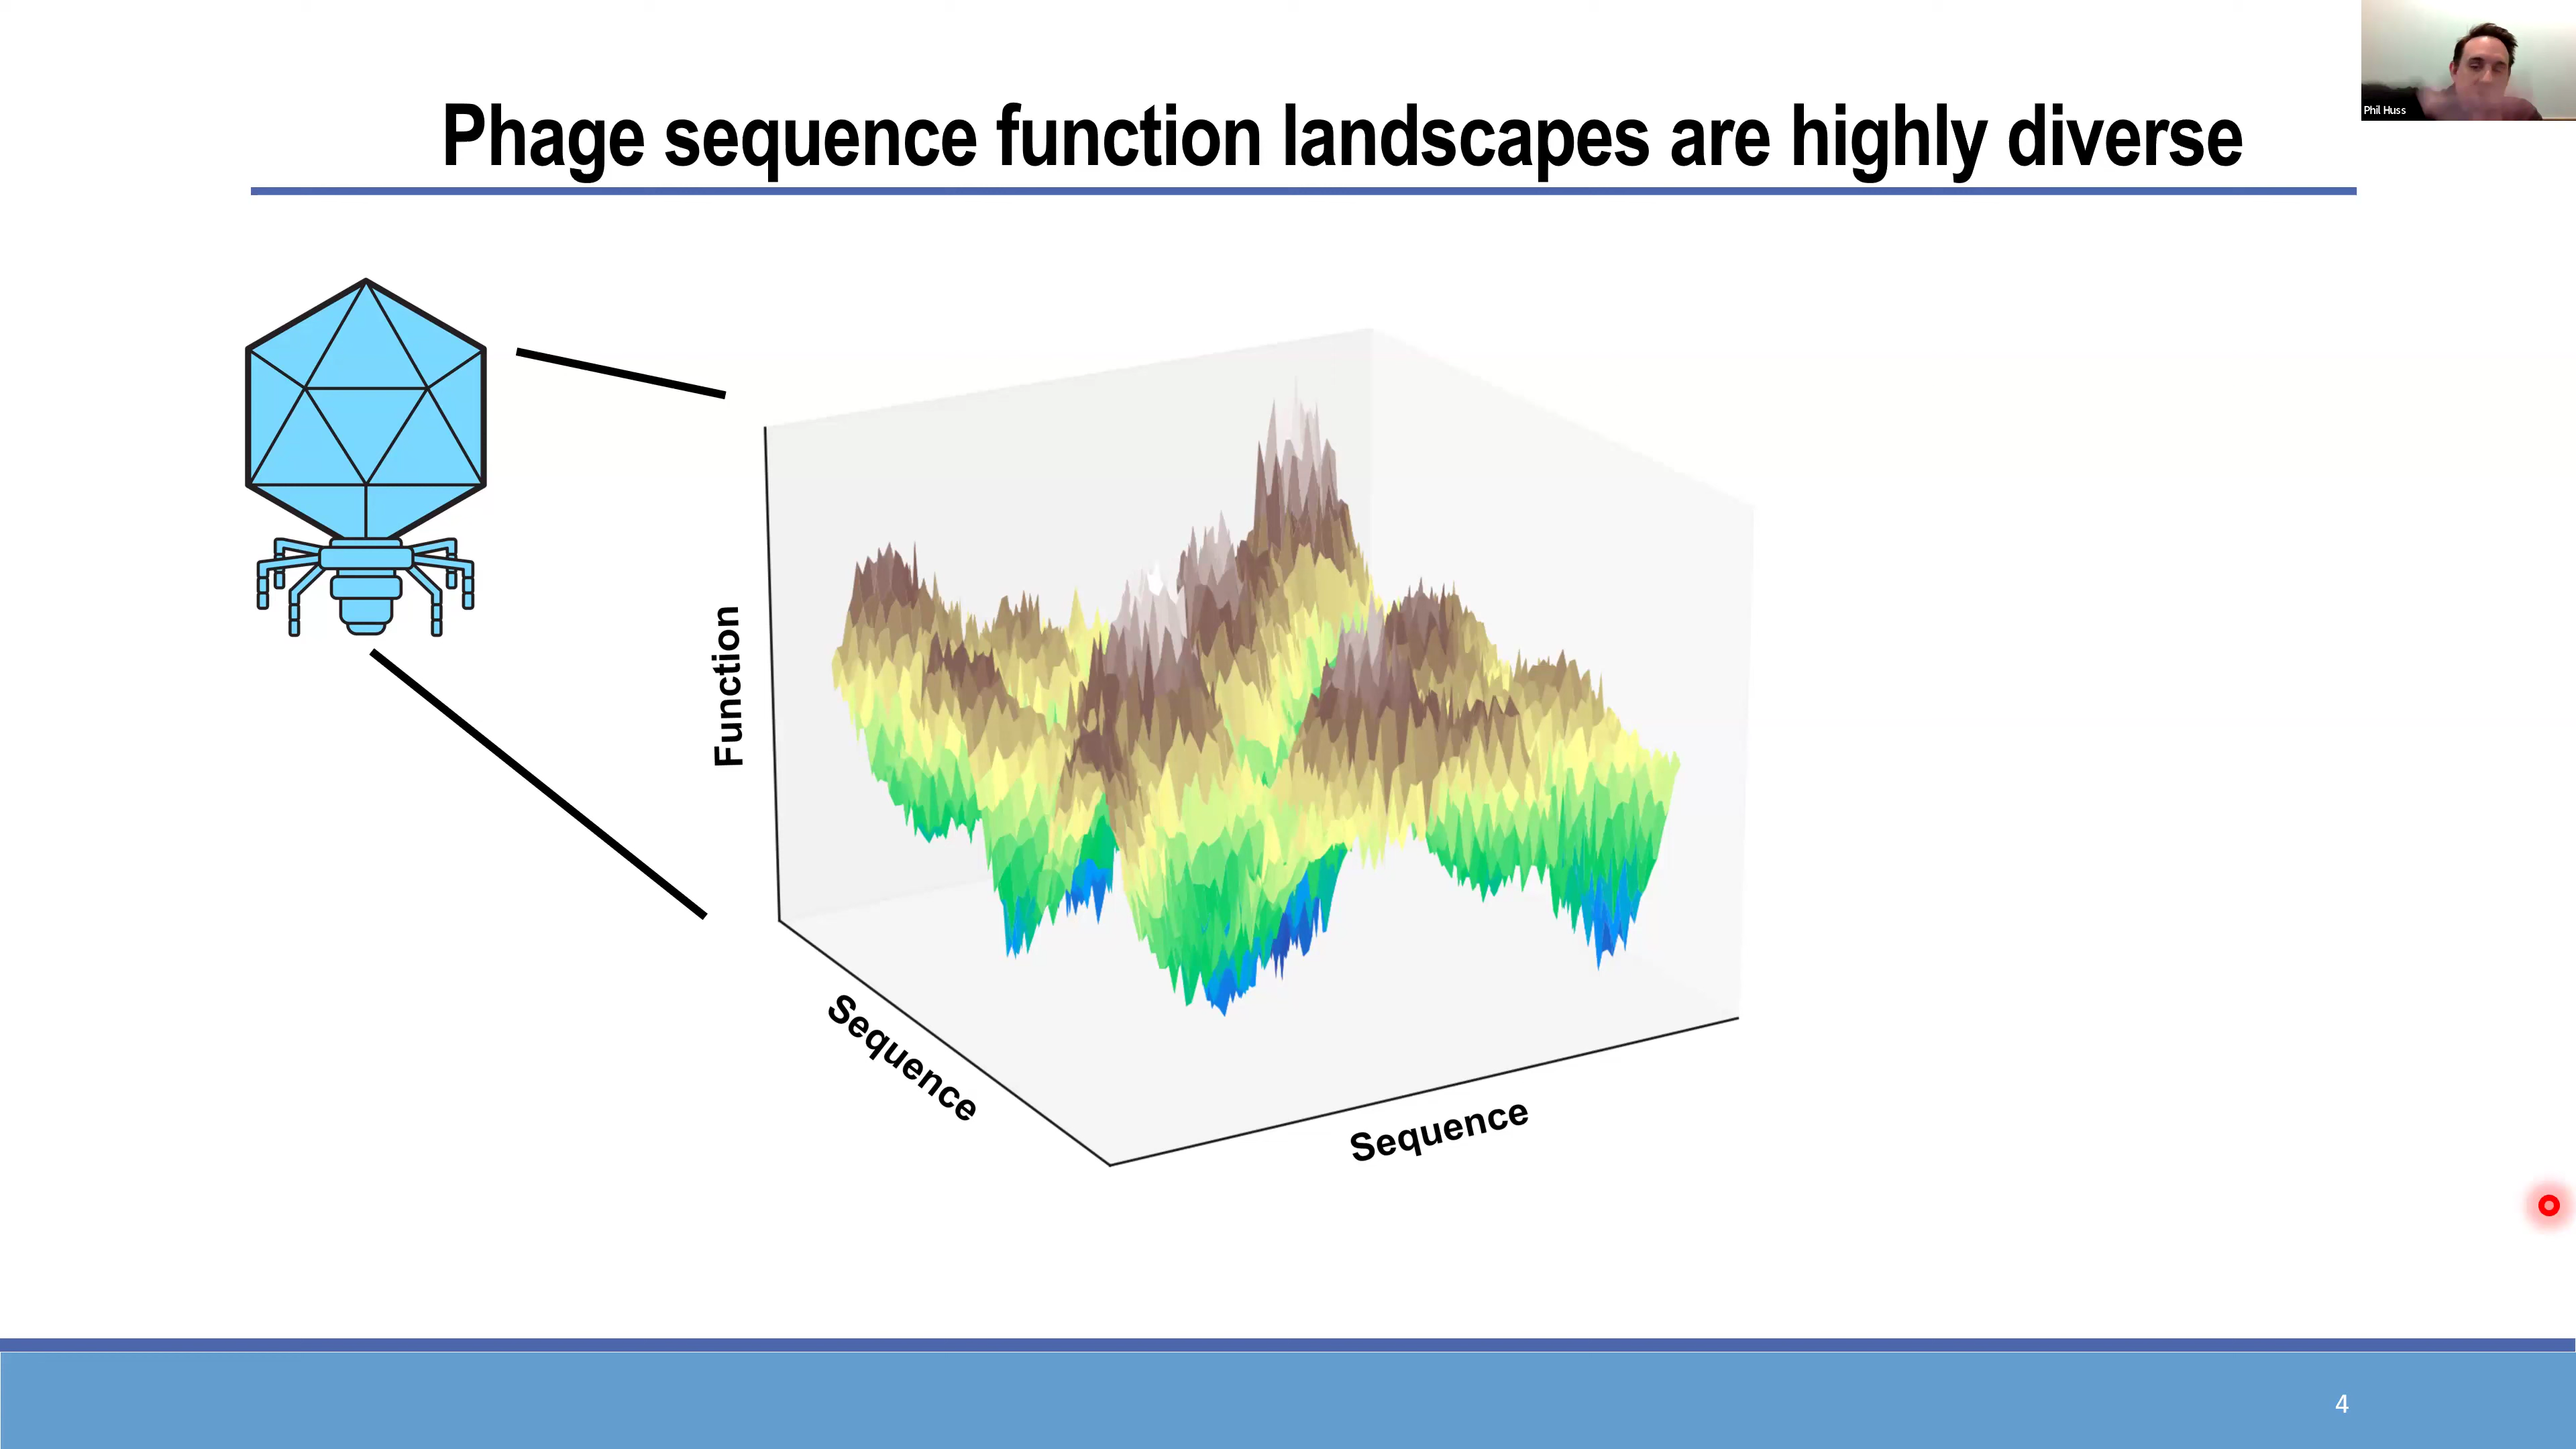 Phage sequence function landscapes are highly diverse
Phil Huss
Function
Sequence
Sequence
4